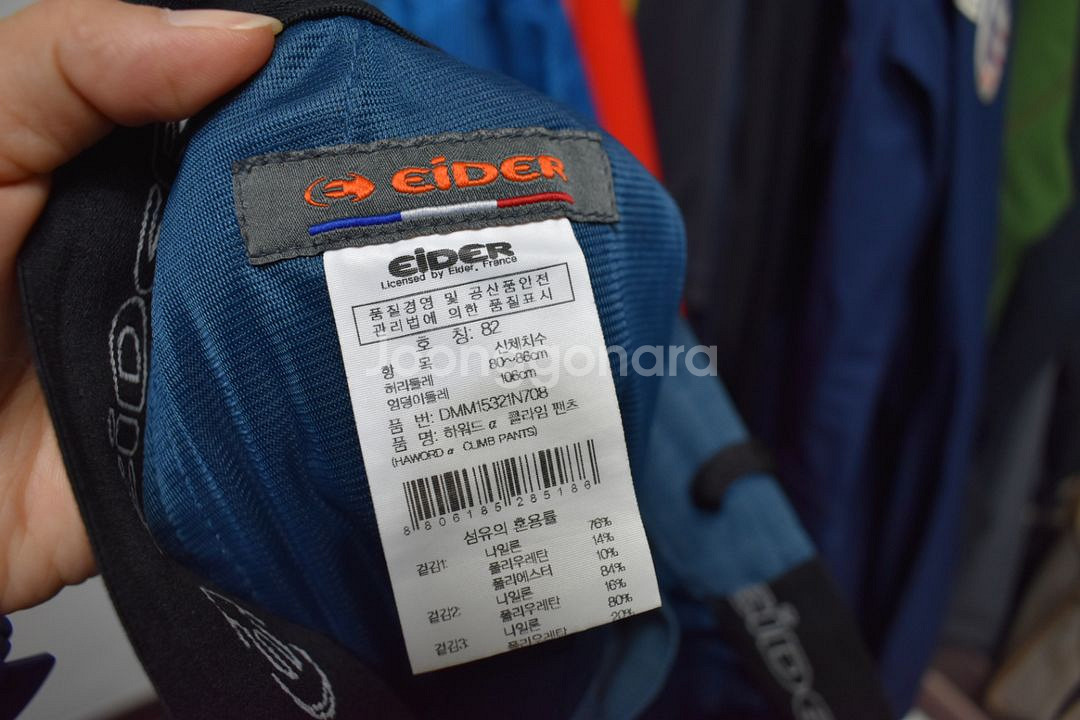 EiDER
EiDER
Licensed by Eider, France
품질경영 및 공산품안전
관리법에 의한 품질표시
호 칭: 82
항 목 신체치수
허리둘레 80~86cm
엉덩이둘레 106cm
품 번: DMM15321N708
품 명: 하워드 α 클라임 팬츠
(HAWORD α CLIMB PANTS)
8806185285186
섬유의 혼용률
겉감1: 나일론 76%
폴리우레탄 14%
폴리에스터 10%
겉감2: 나일론 84%
폴리우레탄 16%
겉감3: 나일론 80%
폴리우레탄 20%
EiDE
EiDE
Joonggonara